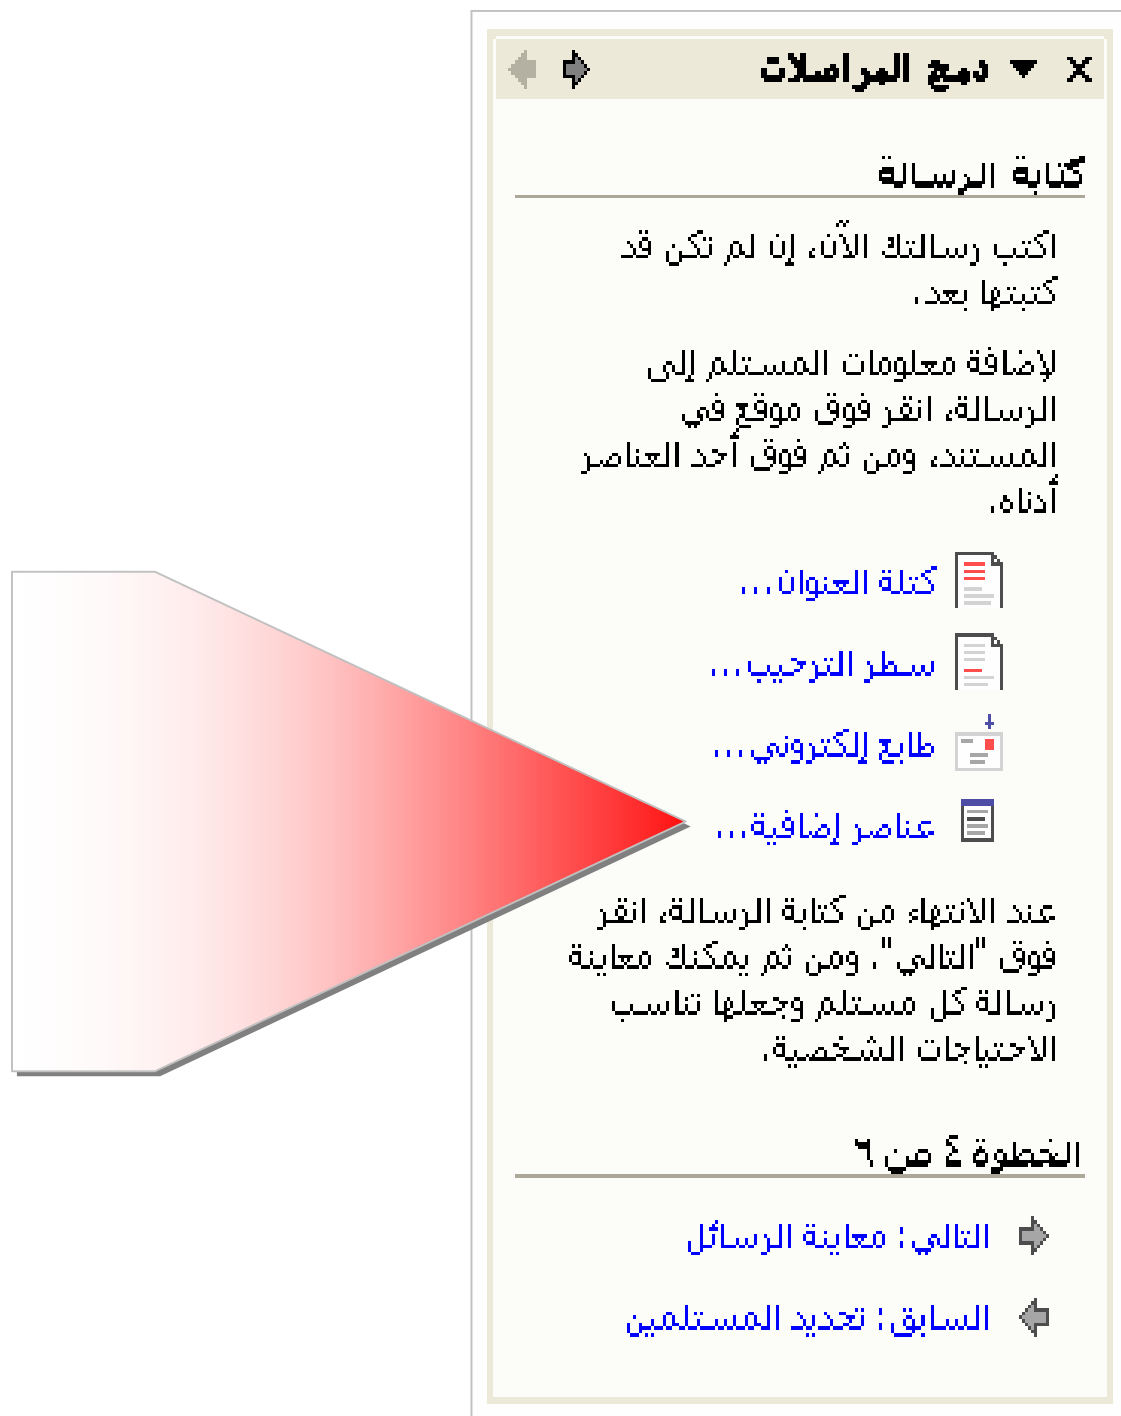 دمج المراسلات
كتابة الرسالة
اكتب رسالتك الآن، إن لم تكن قد
كتبتها بعد.
لإضافة معلومات المستلم إلى
الرسالة، انقر فوق موقع في
المستند، ومن ثم فوق أحد العناصر
أدناه.
كتلة العنوان...
سطر الترحيب...
طابع إلكتروني...
عناصر إضافية...
عند الانتهاء من كتابة الرسالة، انقر
فوق "التالي". ومن ثم يمكنك معاينة
رسالة كل مستلم وجعلها تناسب
الاحتياجات الشخصية.
الخطوة ٤ من ٦
التالي: معاينة الرسائل
السابق: تحديد المستلمين